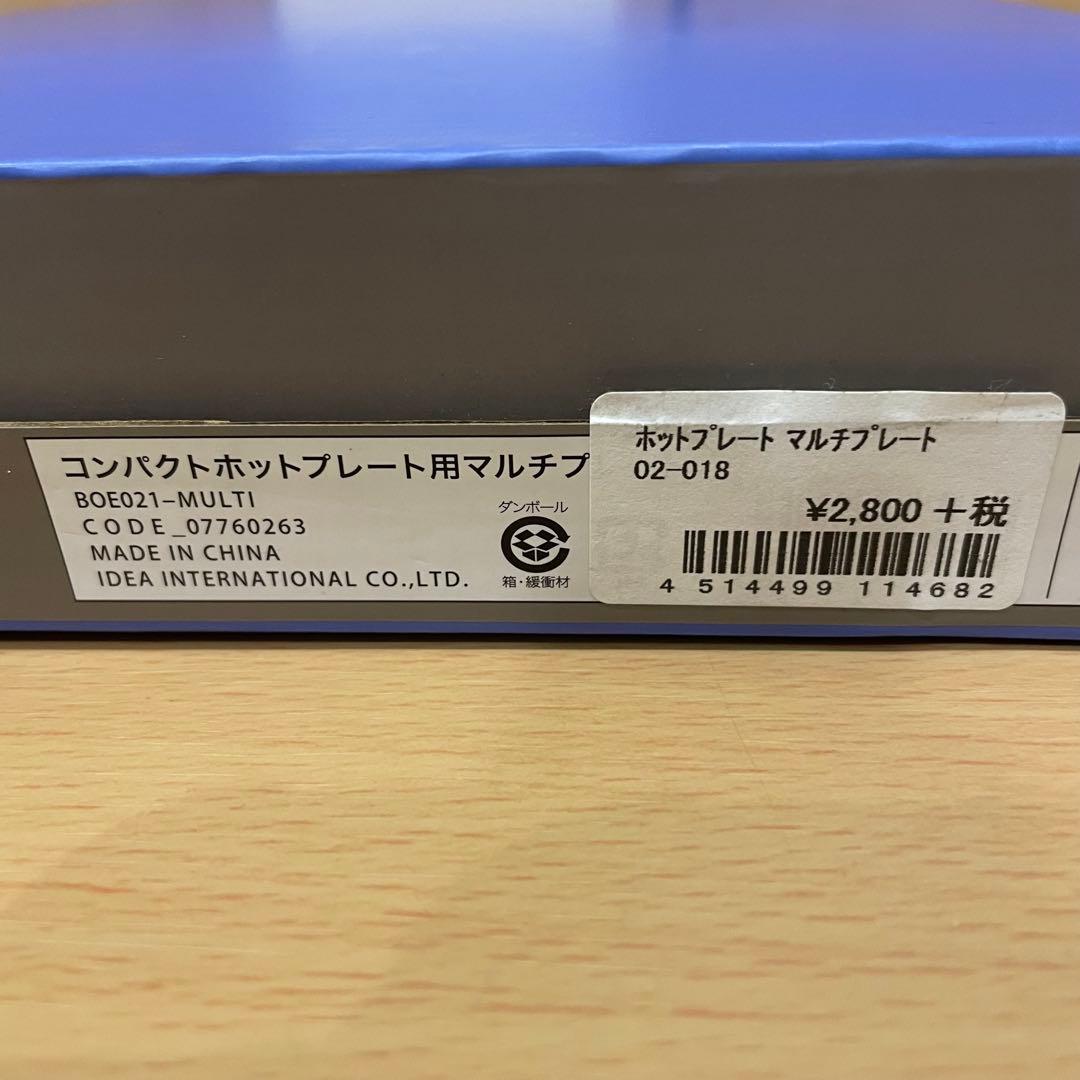 コンパクトホットプレート用マルチプ
BOE021-MULTI
CODE_07760263
MADE IN CHINA
IDEA INTERNATIONAL CO.,LTD.
ダンボール
箱・緩衝材
ホットプレート マルチプレート
02-018
¥2,800 +税
4 514499 114682